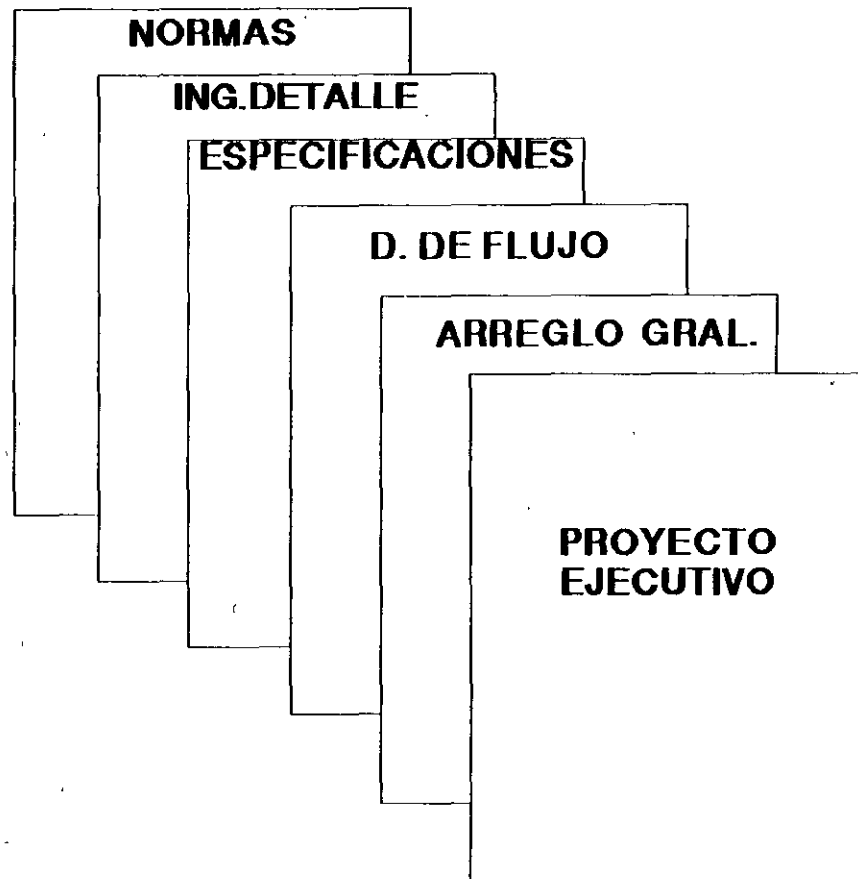 NORMAS
ING.DETALLE
ESPECIFICACIONES
D. DE FLUJO
ARREGLO GRAL.
PROYECTO
EJECUTIVO